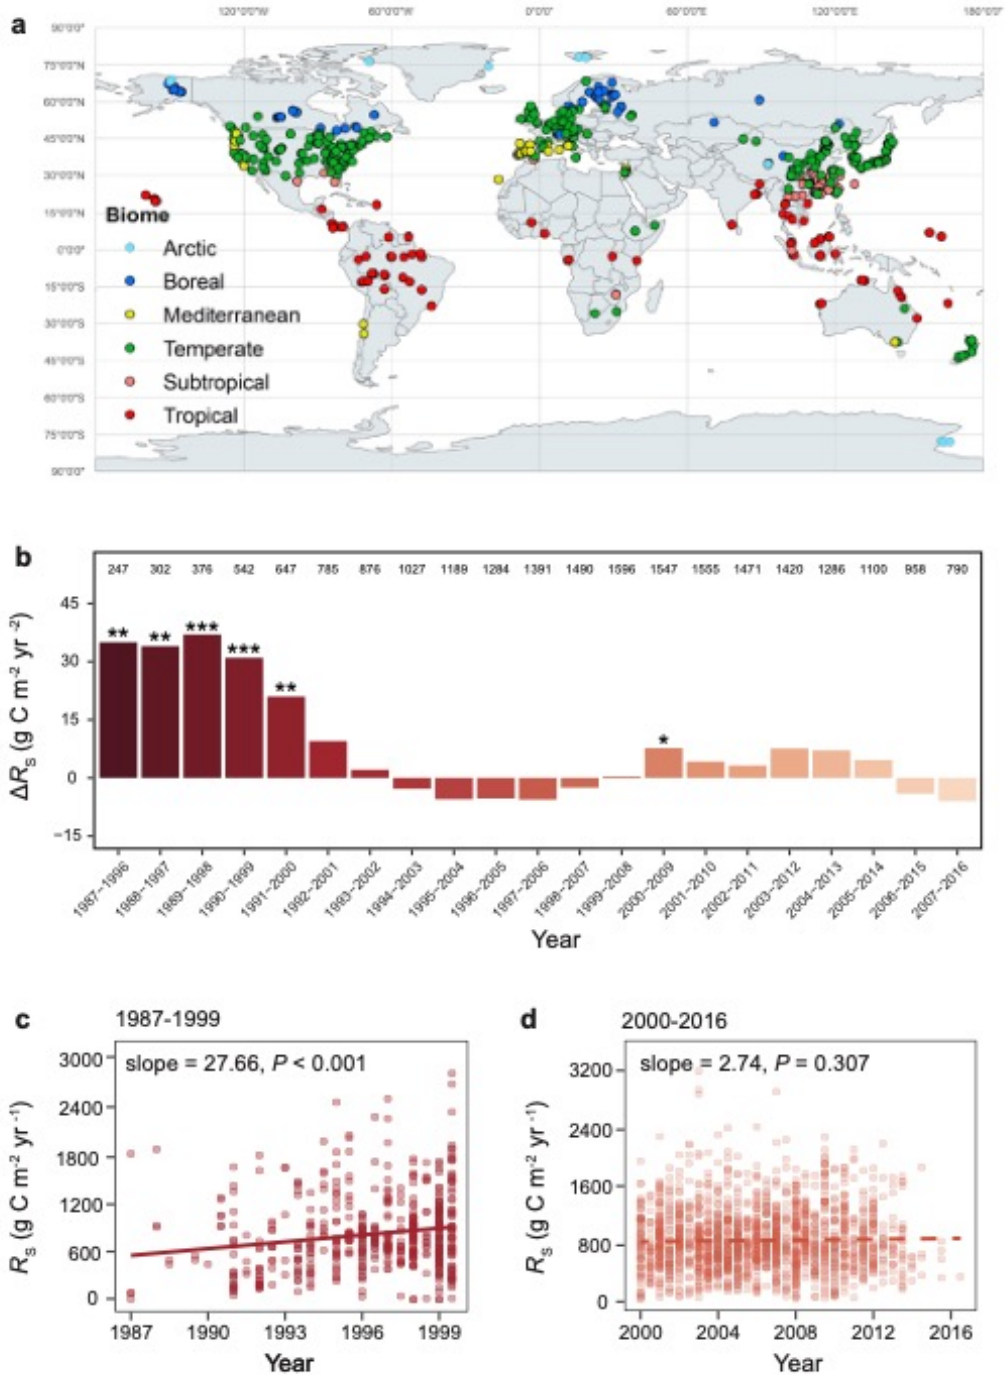 a
120°0'0"W 60°0'0"W 0°0'0" 60°0'0"E 120°0'0"E 180°0'0"
90°0'0"
75°0'0"N
60°0'0"N
45°0'0"N
30°0'0"N
15°0'0"N
0°0'0"
15°0'0"S
30°0'0"S
45°0'0"S
60°0'0"S
75°0'0"S
90°0'0"
Biome
Arctic
Boreal
Mediterranean
Temperate
Subtropical
Tropical
b
247 302 376 542 647 785 876 1027 1189 1284 1391 1490 1596 1547 1555 1471 1420 1286 1100 958 790
ΔRs (g C m-2 yr-2)
45
30
15
0
−15
** ** *** *** ** *
1987−1996 1988−1997 1989−1998 1990−1999 1991−2000 1992−2001 1993−2002 1994−2003 1995−2004 1996−2005 1997−2006 1998−2007 1999−2008 2000−2009 2001−2010 2002−2011 2003−2012 2004−2013 2005−2014 2006−2015 2007−2016
Year
c
1987-1999
slope = 27.66, P < 0.001
Rs (g C m-2 yr-1)
3000
2400
1800
1200
600
0
1987 1990 1993 1996 1999
Year
d
2000-2016
slope = 2.74, P = 0.307
Rs (g C m-2 yr-1)
3200
2400
1600
800
0
2000 2004 2008 2012 2016
Year